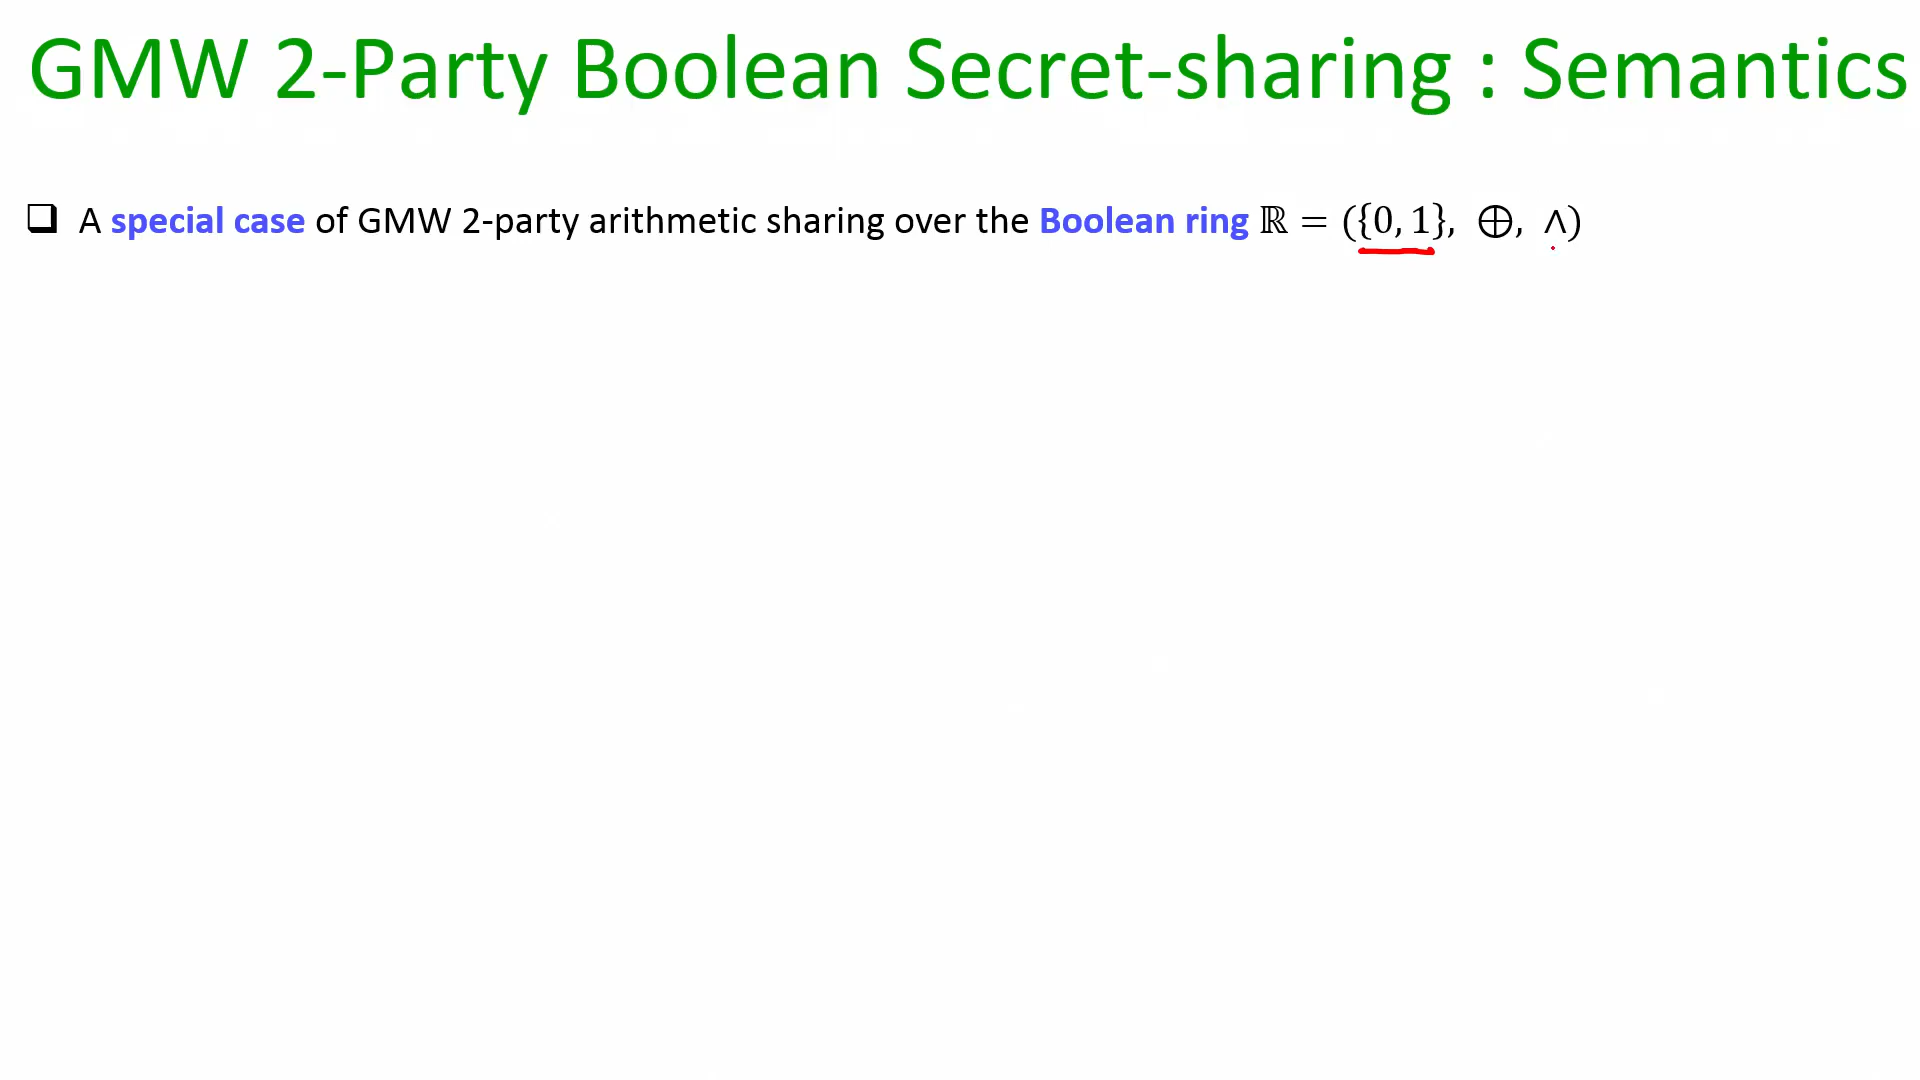 GMW 2-Party Boolean Secret-sharing : Semantics
❑ A special case of GMW 2-party arithmetic sharing over the Boolean ring ℝ = ({0, 1}, ⊕, ∧)